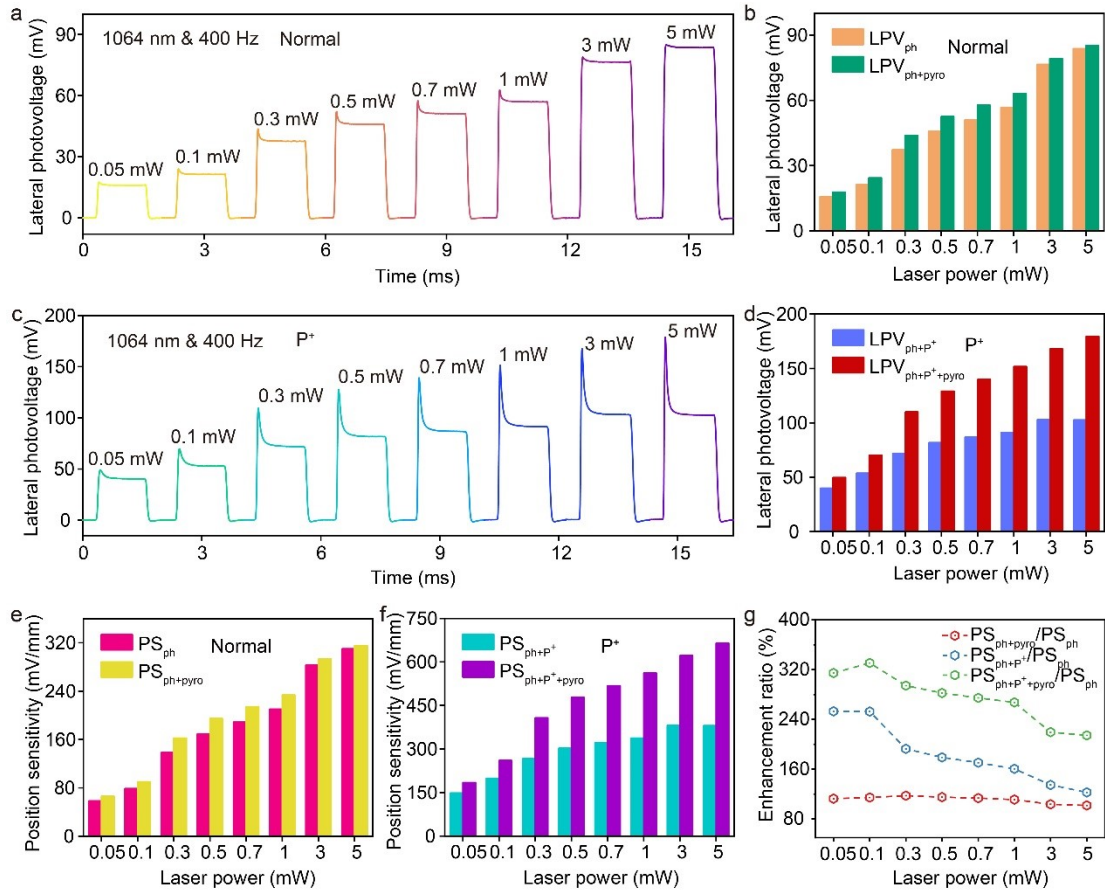 a
1064 nm & 400 Hz Normal
Lateral photovoltage (mV)
90
60
30
0
0.05 mW
0.1 mW
0.3 mW
0.5 mW
0.7 mW
1 mW
3 mW
5 mW
0 3 6 9 12 15
Time (ms)
b
LPVph Normal
LPVph+pyro
Lateral photovoltage (mV)
90
60
30
0
0.05 0.1 0.3 0.5 0.7 1 3 5
Laser power (mW)
c
1064 nm & 400 Hz P⁺
Lateral photovoltage (mV)
200
150
100
50
0
0.05 mW
0.1 mW
0.3 mW
0.5 mW
0.7 mW
1 mW
3 mW
5 mW
0 3 6 9 12 15
Time (ms)
d
LPVph+P⁺ P⁺
LPVph+P⁺+pyro
Lateral photovoltage (mV)
200
150
100
50
0
0.05 0.1 0.3 0.5 0.7 1 3 5
Laser power (mW)
e
PSph Normal
PSph+pyro
Position sensitivity (mV/mm)
320
240
160
80
0
0.05 0.1 0.3 0.5 0.7 1 3 5
Laser power (mW)
f
PSph+P⁺ P⁺
PSph+P⁺+pyro
Position sensitivity (mV/mm)
750
600
450
300
150
0
0.05 0.1 0.3 0.5 0.7 1 3 5
Laser power (mW)
g
PSph+pyro/PSph
PSph+P⁺/PSph
PSph+P⁺+pyro/PSph
Enhancement ratio (%)
400
320
240
160
80
0.05 0.1 0.3 0.5 0.7 1 3 5
Laser power (mW)